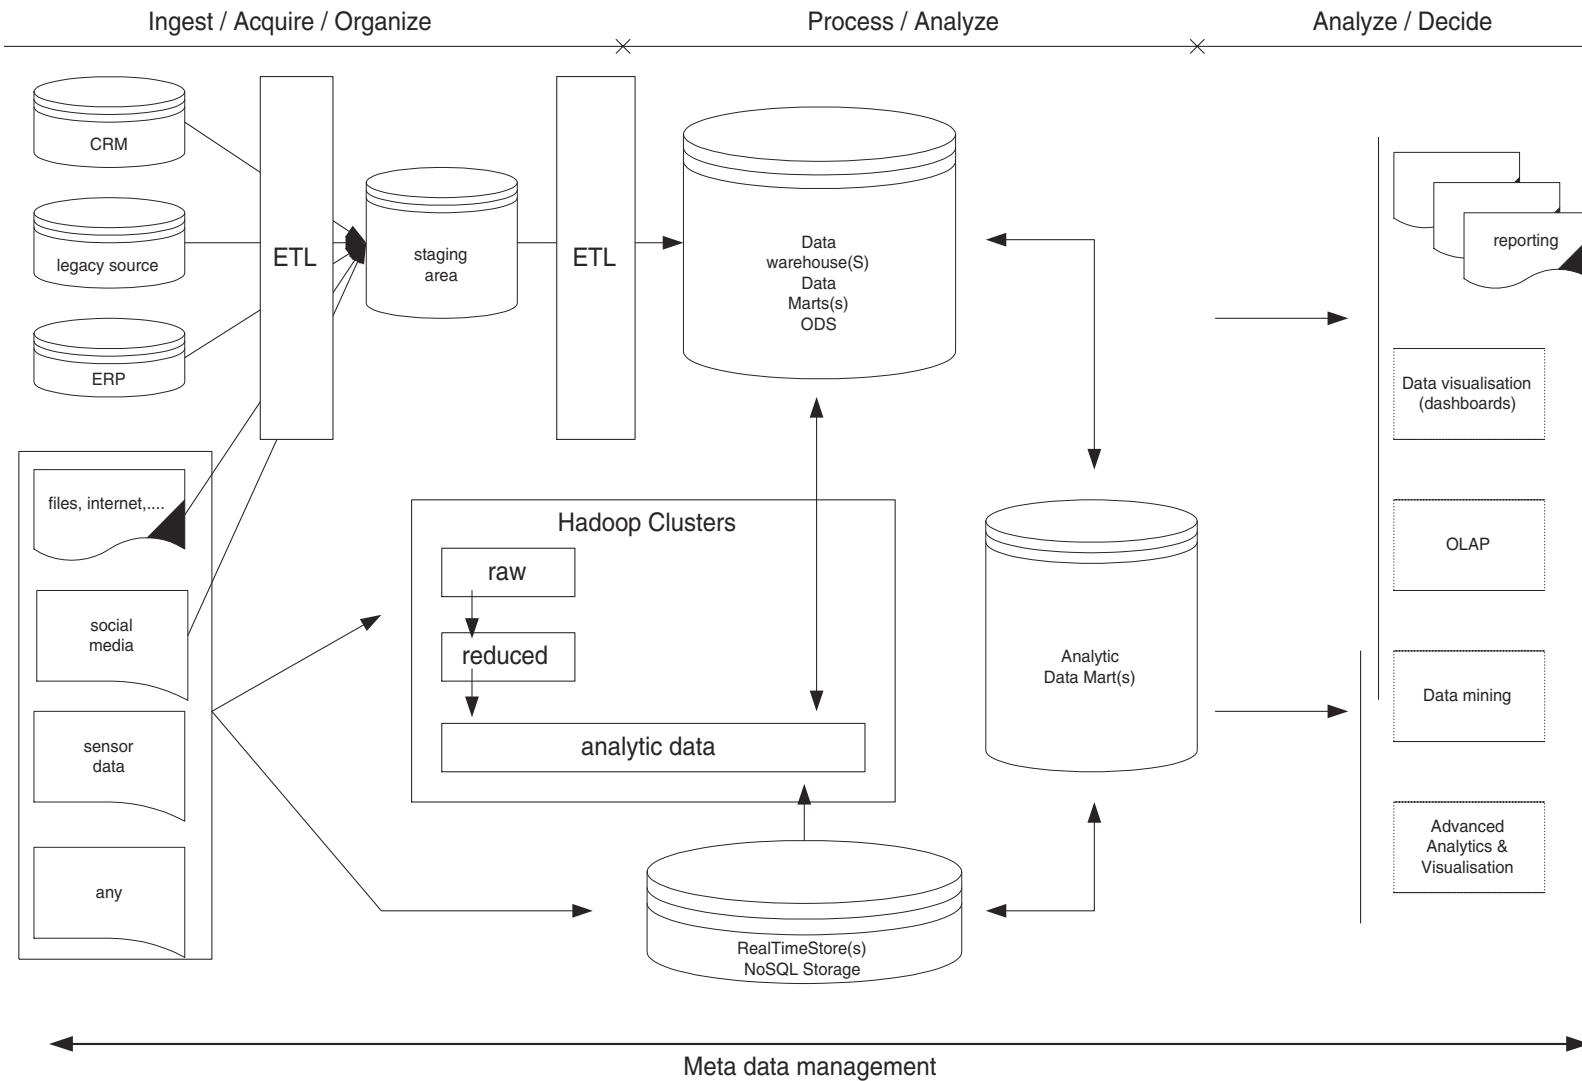 Ingest / Acquire / Organize
Process / Analyze
Analyze / Decide
CRM
legacy source
ERP
ETL
staging
area
ETL
Data
warehouse(S)
Data
Marts(s)
ODS
reporting
Data visualisation
(dashboards)
OLAP
Data mining
Advanced
Analytics &
Visualisation
files, internet,....
social
media
sensor
data
any
Hadoop Clusters
raw
reduced
analytic data
Analytic
Data Mart(s)
RealTimeStore(s)
NoSQL Storage
Meta data management